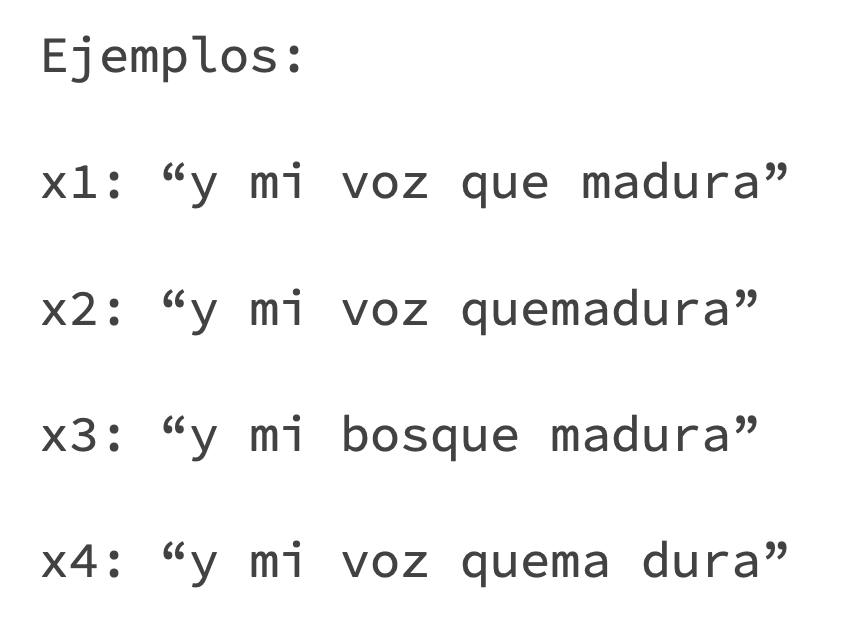 Ejemplos:
x1: “y mi voz que madura”
x2: “y mi voz quemadura”
x3: “y mi bosque madura”
x4: “y mi voz quema dura”